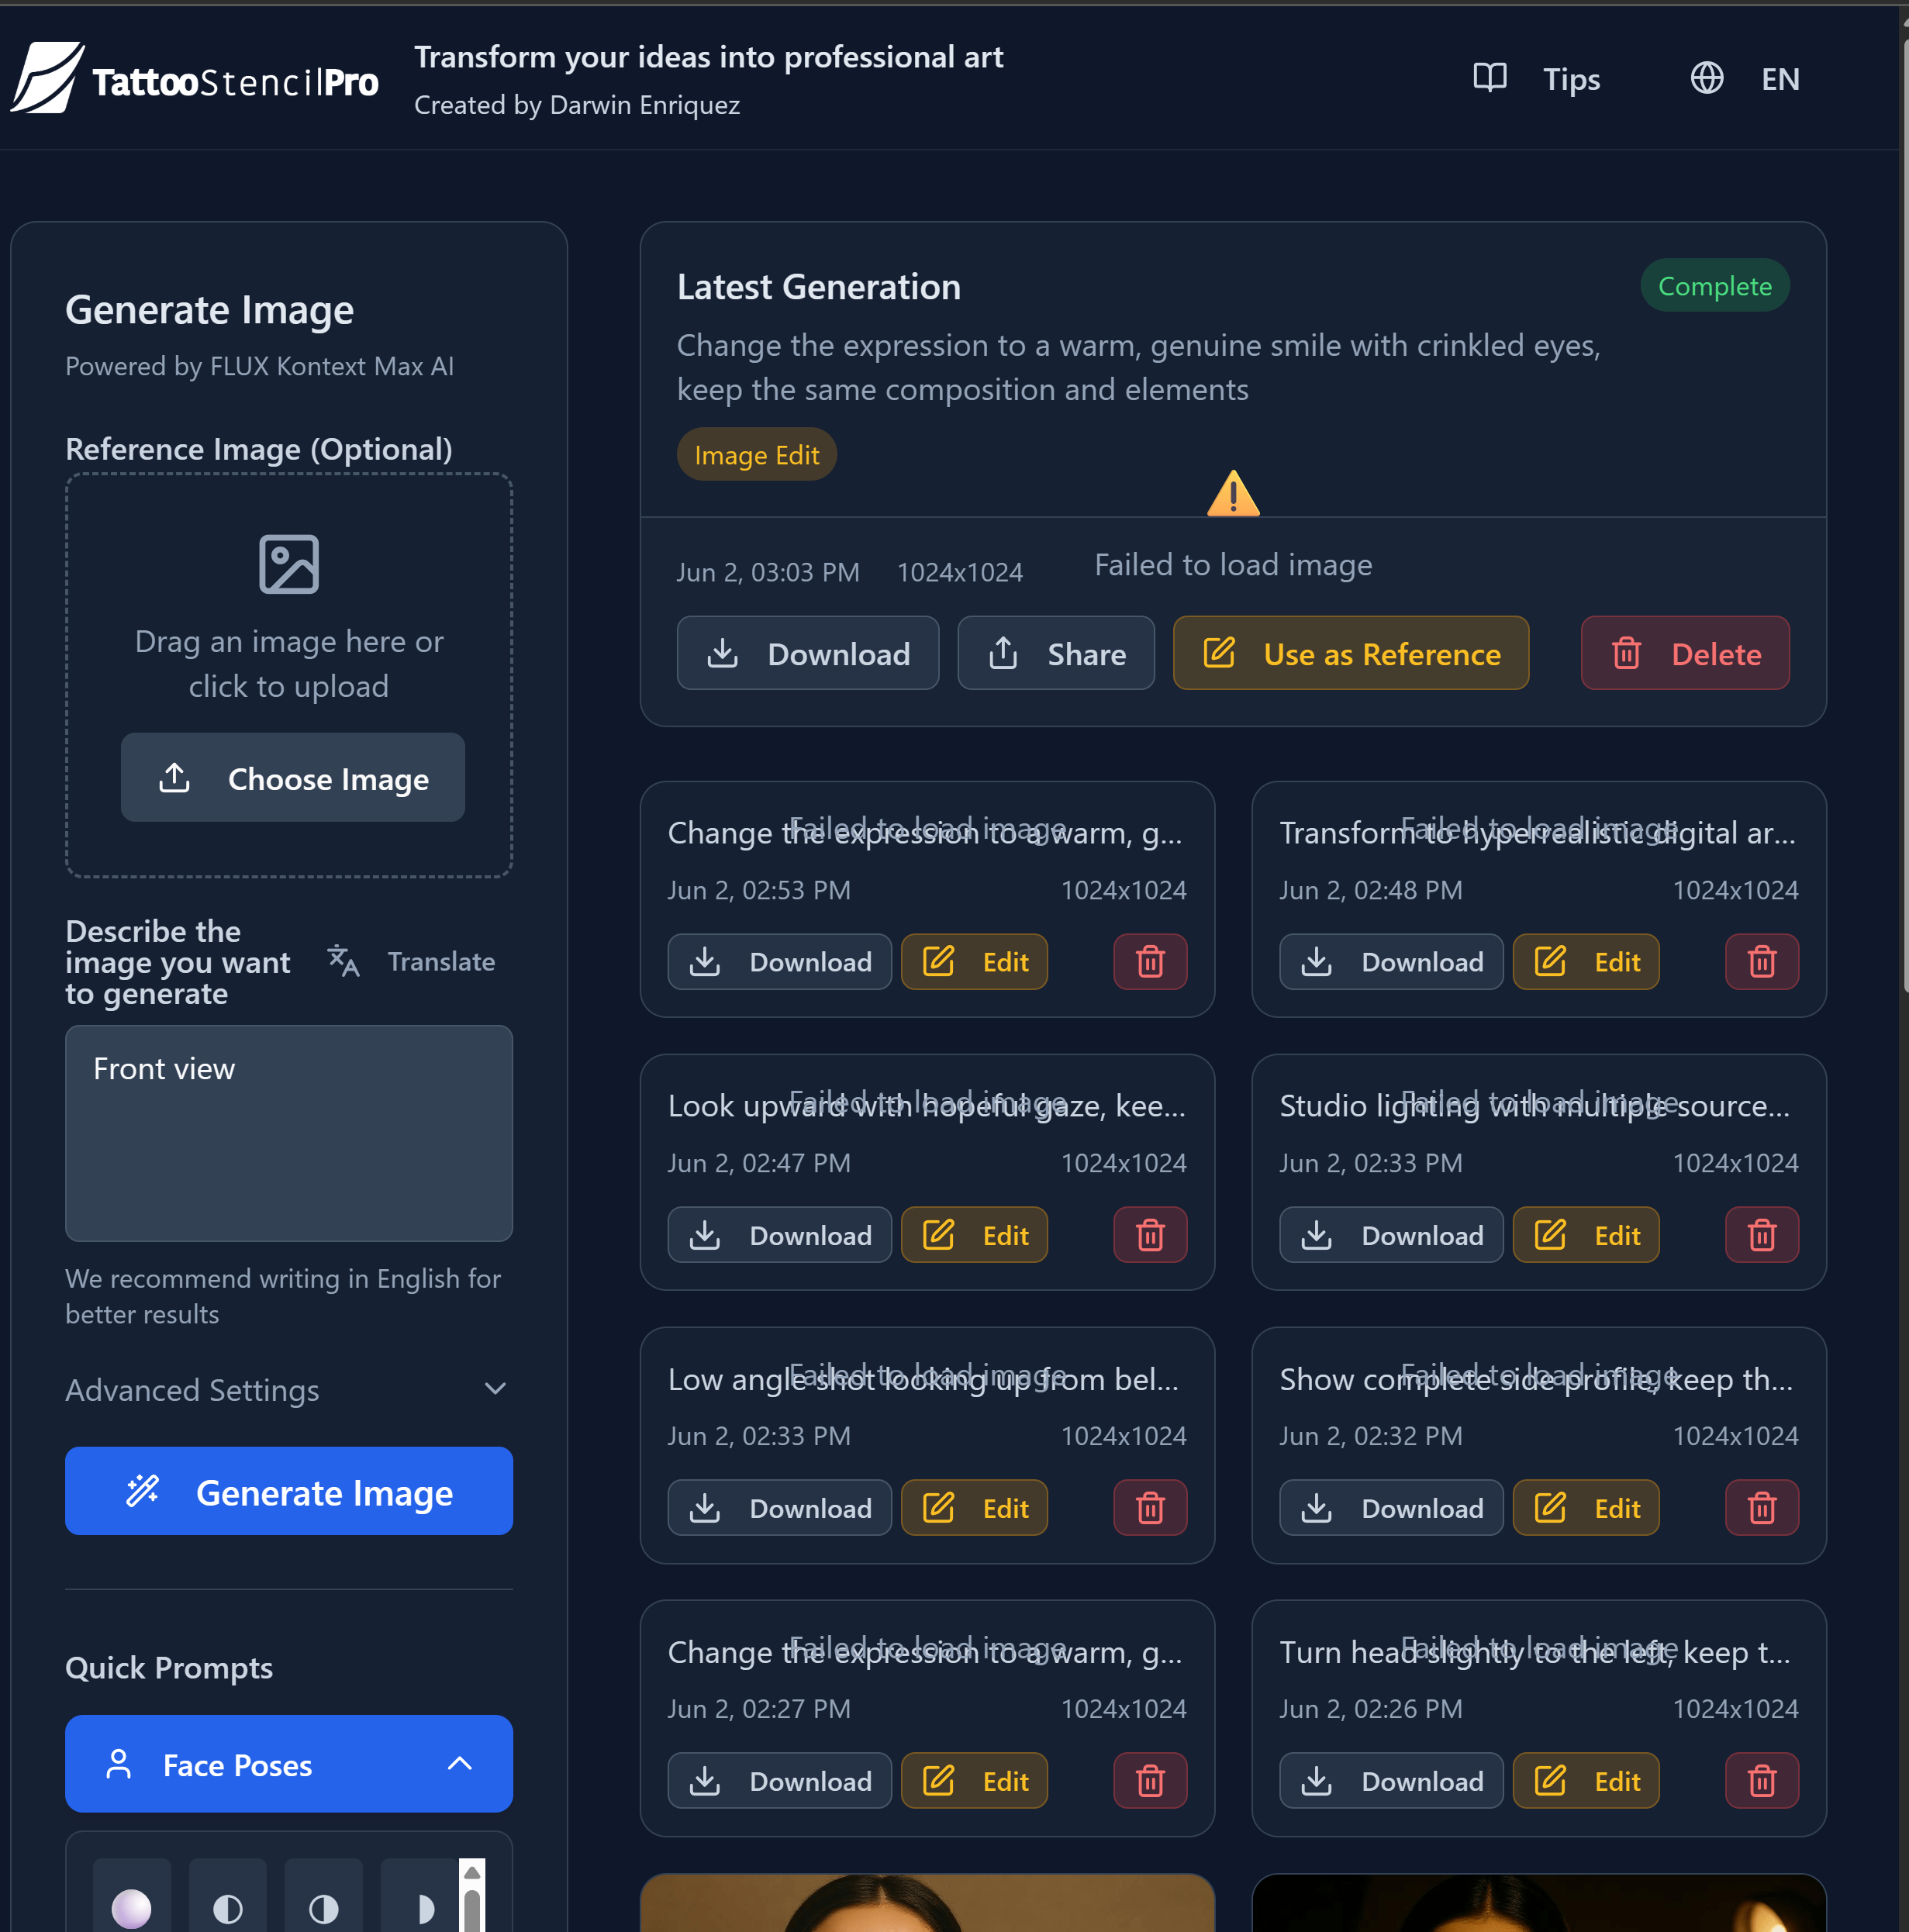 TattooStencilPro
Transform your ideas into professional art
Created by Darwin Enriquez
Tips
EN
Generate Image
Powered by FLUX Kontext Max AI
Reference Image (Optional)
Drag an image here or
click to upload
Choose Image
Describe the
image you want
to generate
Translate
Front view
We recommend writing in English for
better results
Advanced Settings
Generate Image
Quick Prompts
Face Poses
Latest Generation
Complete
Change the expression to a warm, genuine smile with crinkled eyes,
keep the same composition and elements
Image Edit
Failed to load image
Jun 2, 03:03 PM 1024x1024
Download Share Use as Reference Delete
Failed to load image
Change the expression to a warm, g...
Jun 2, 02:53 PM 1024x1024
Download Edit
Failed to load image
Transform to hyperrealistic digital ar...
Jun 2, 02:48 PM 1024x1024
Download Edit
Failed to load image
Look upward with hopeful gaze, kee...
Jun 2, 02:47 PM 1024x1024
Download Edit
Failed to load image
Studio lighting with multiple source...
Jun 2, 02:33 PM 1024x1024
Download Edit
Failed to load image
Low angle shot looking up from bel...
Jun 2, 02:33 PM 1024x1024
Download Edit
Failed to load image
Show complete side profile, keep th...
Jun 2, 02:32 PM 1024x1024
Download Edit
Failed to load image
Change the expression to a warm, g...
Jun 2, 02:27 PM 1024x1024
Download Edit
Failed to load image
Turn head slightly to the left, keep t...
Jun 2, 02:26 PM 1024x1024
Download Edit